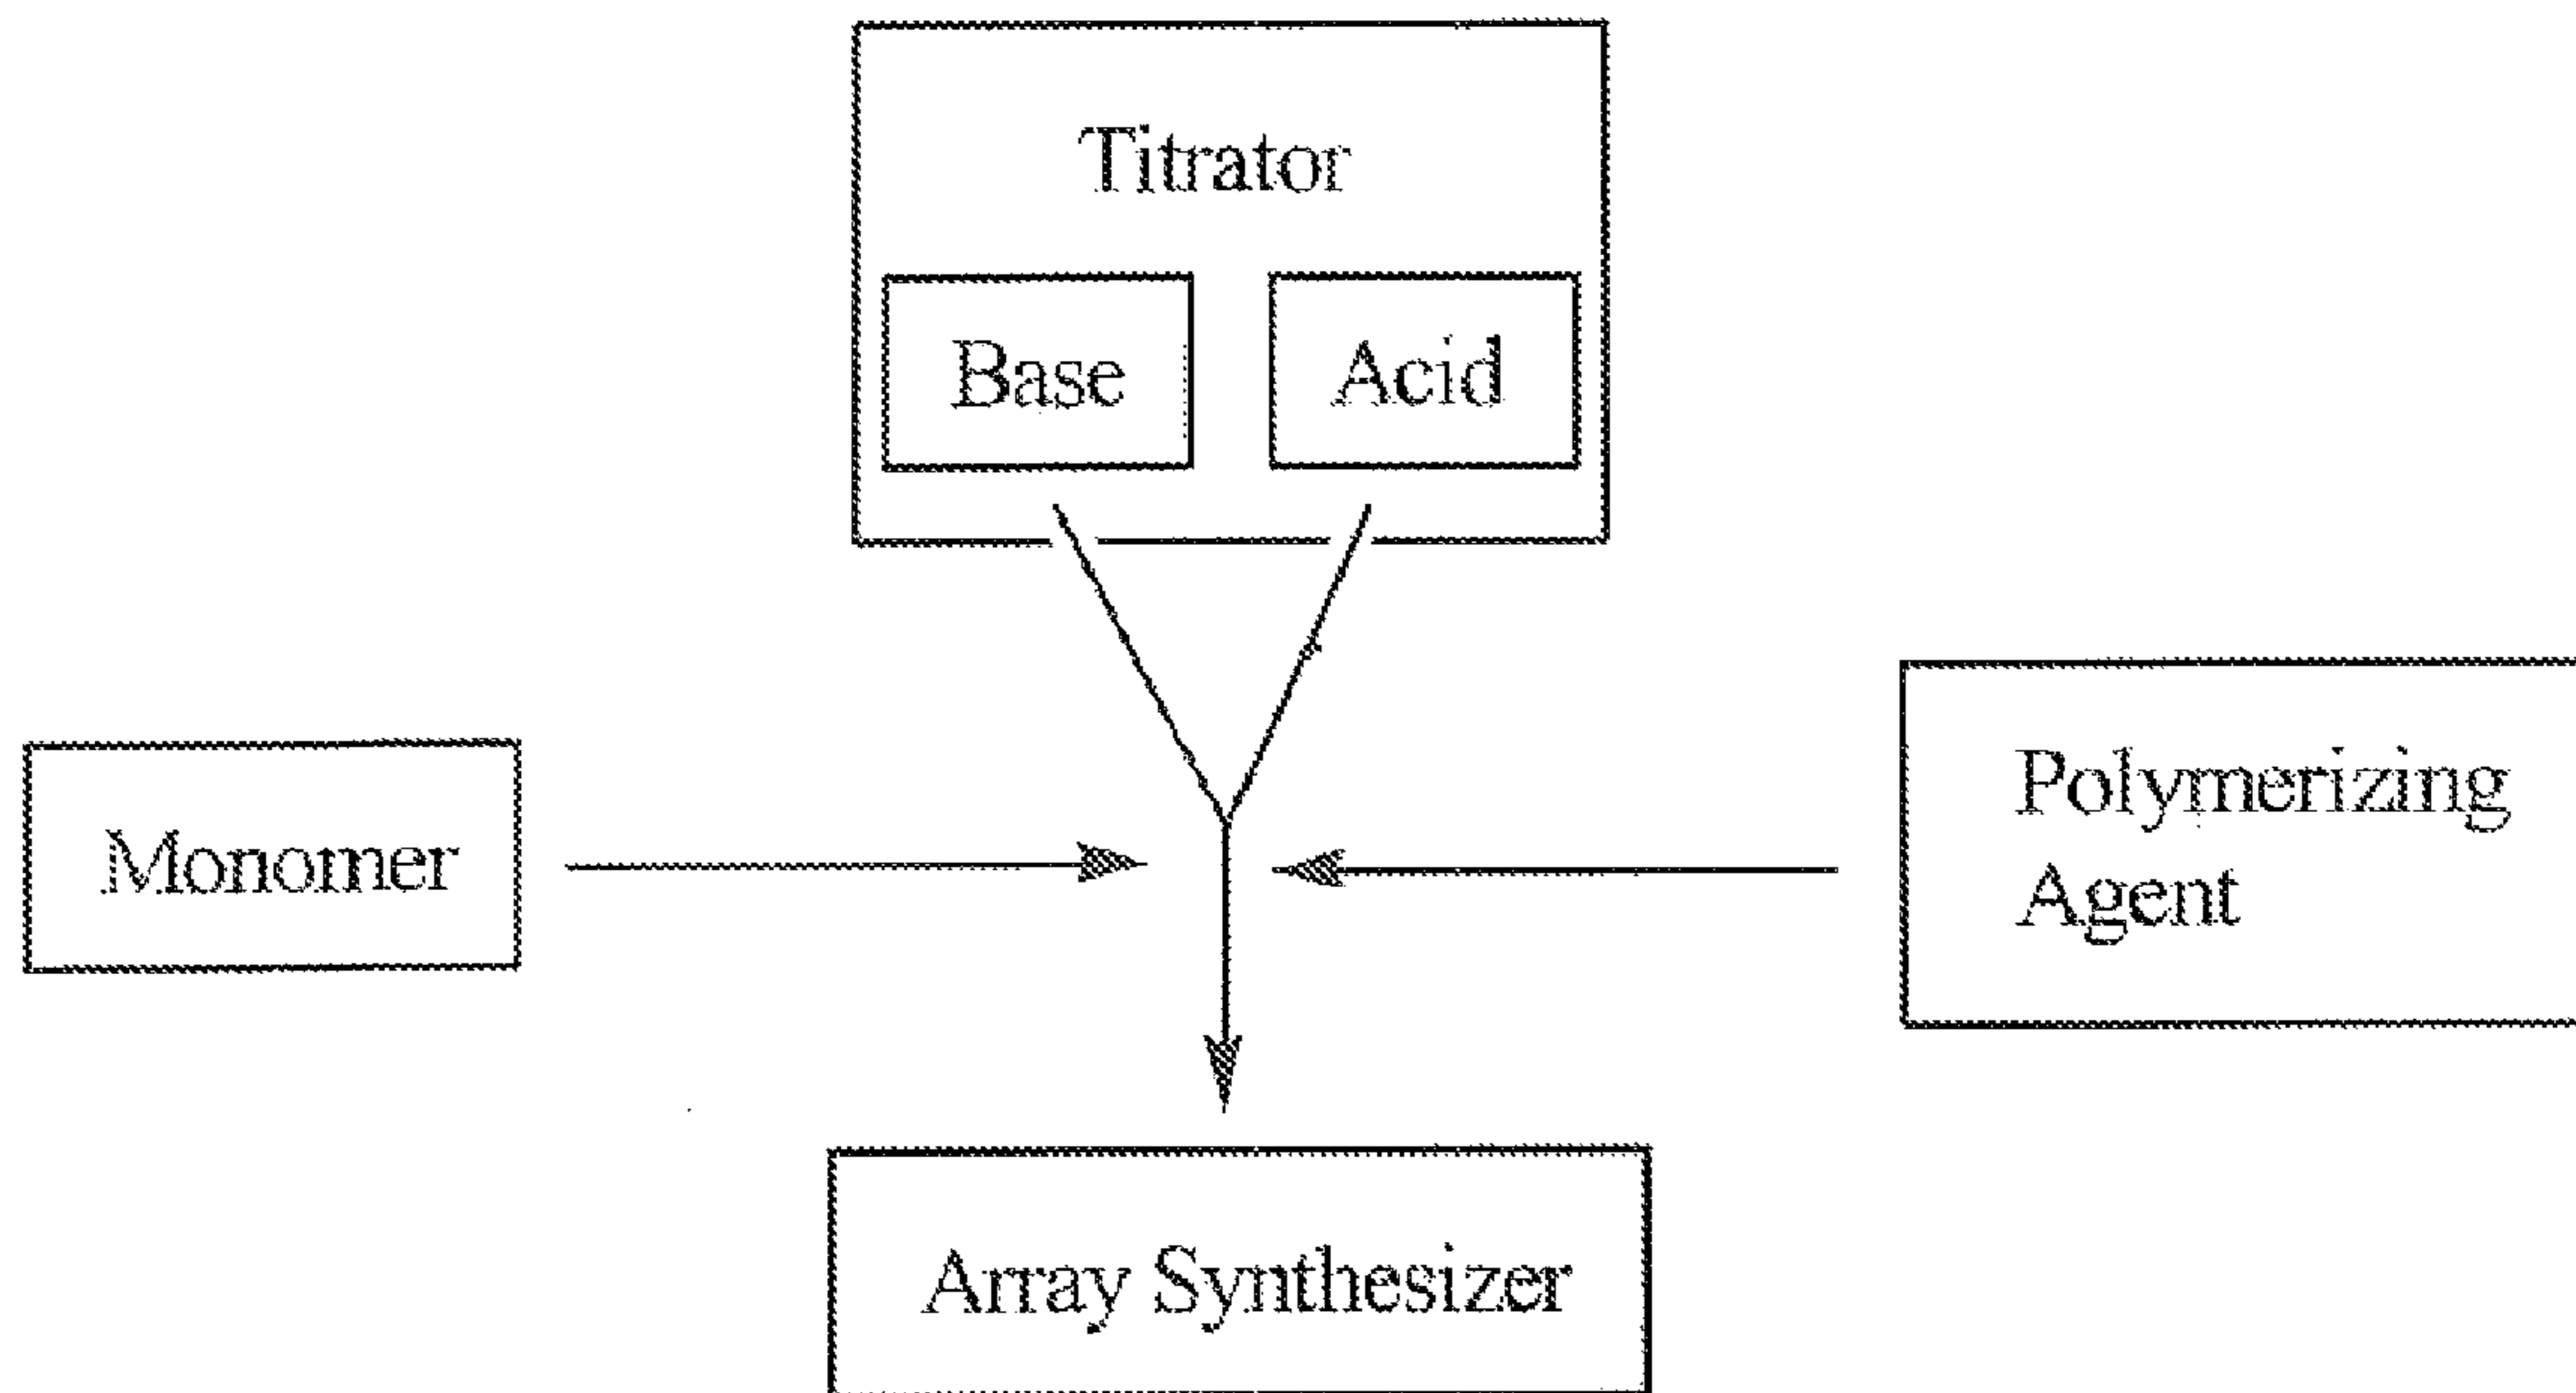 Titrator
Base
Acid
Monomer
Polymerizing
Agent
Array Synthesizer